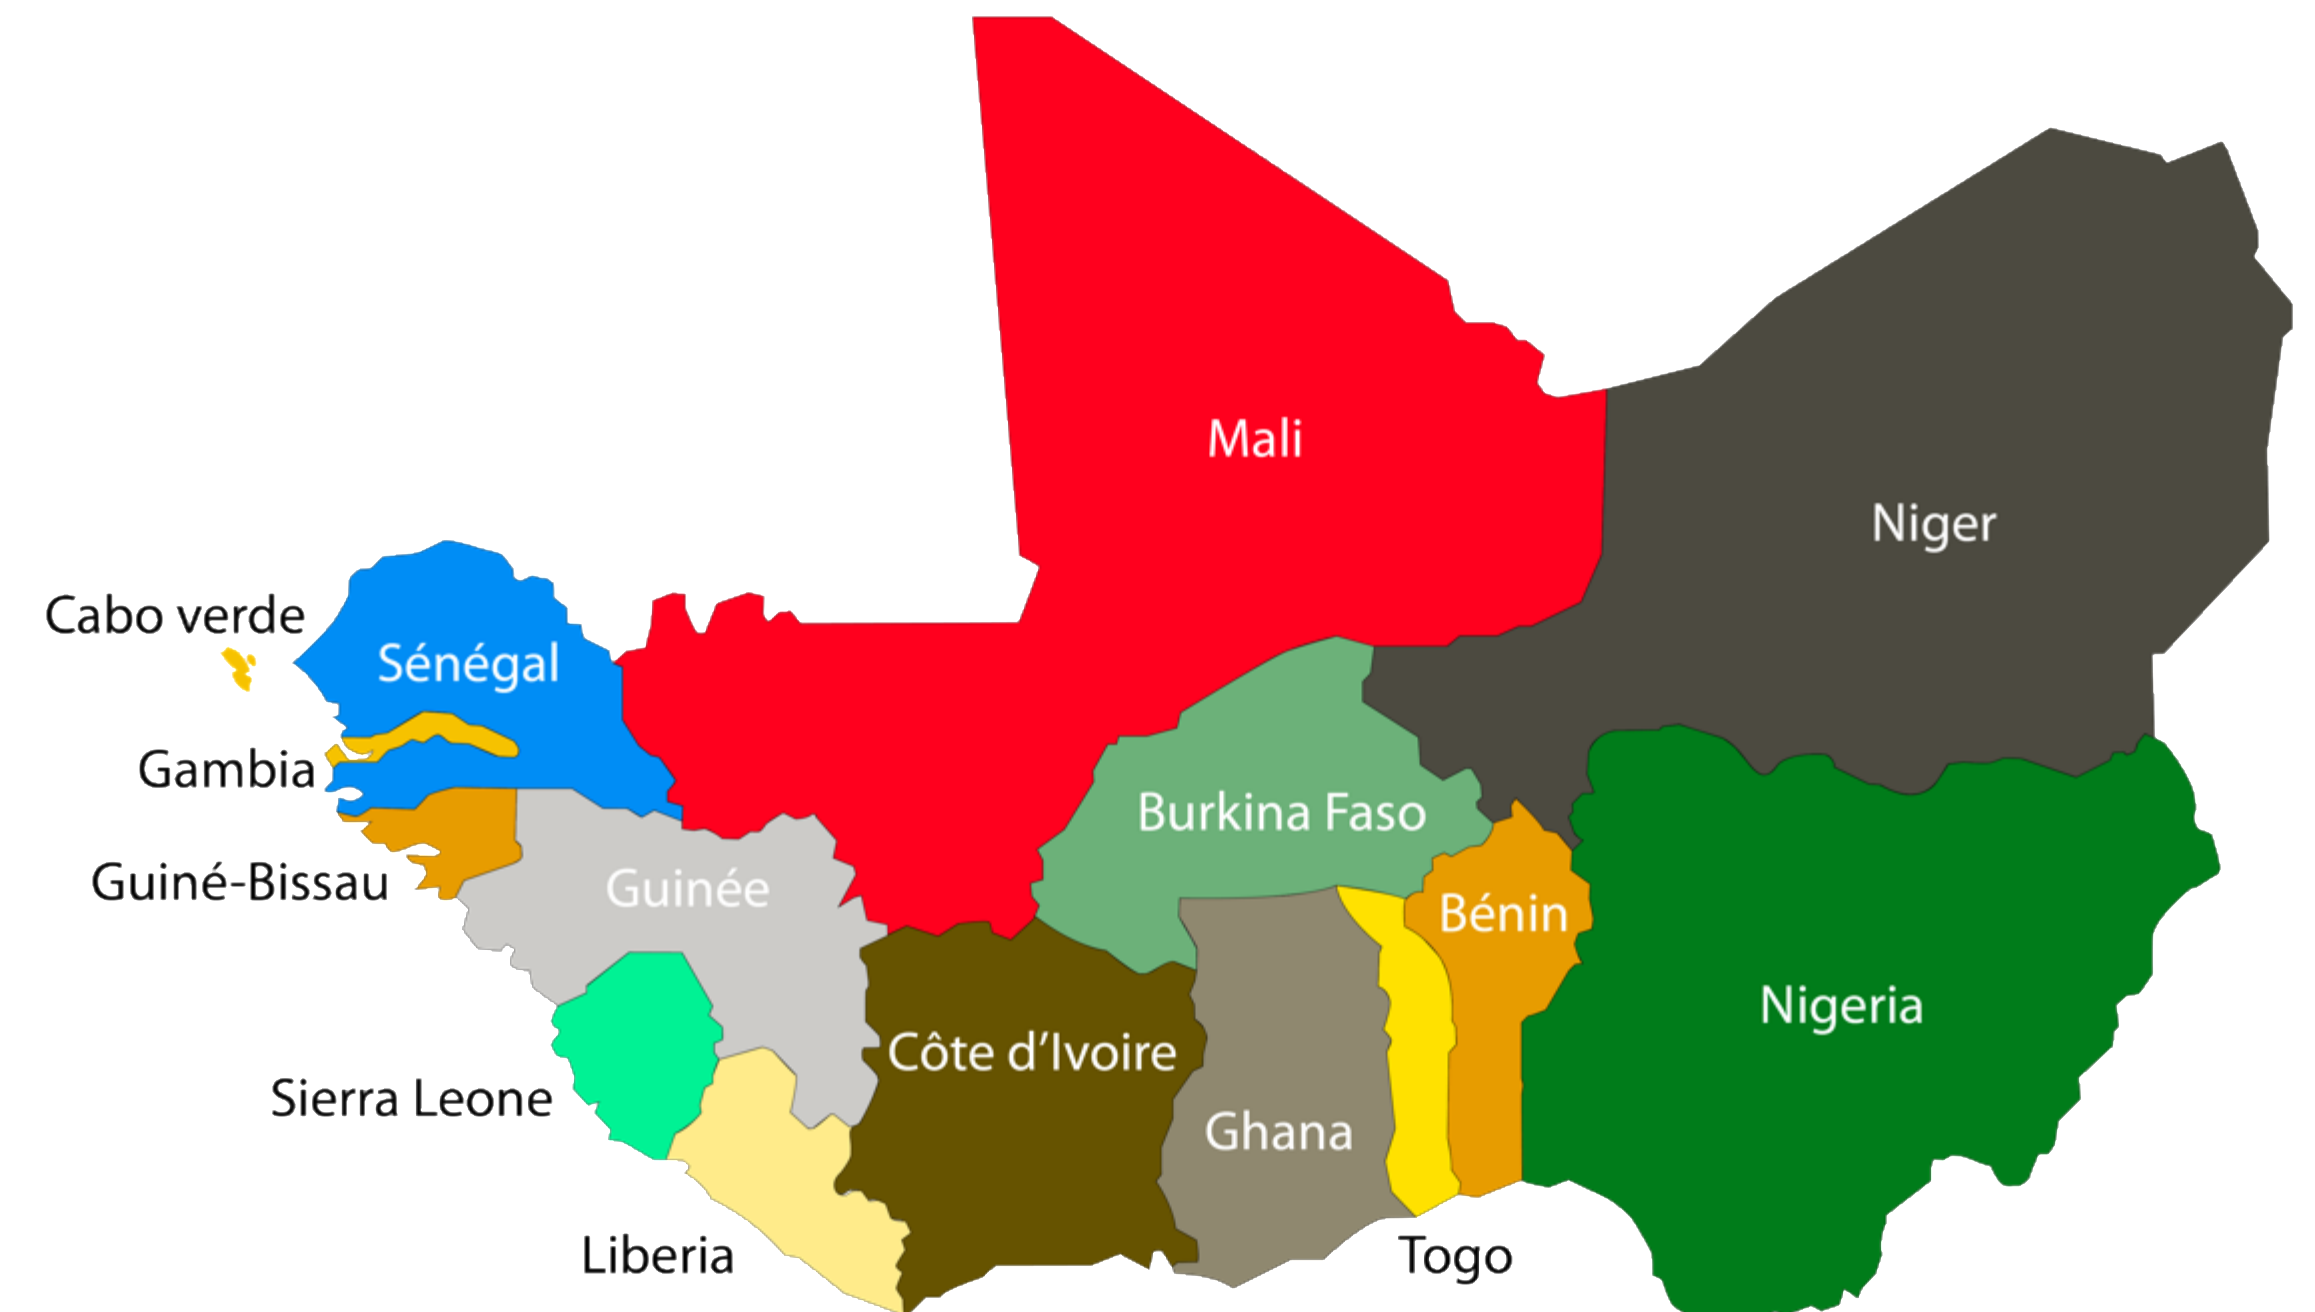 Mali
Niger
Cabo verde
Sénégal
Gambia
Burkina Faso
Guiné-Bissau
Guinée
Bénin
Nigeria
Côte d’Ivoire
Sierra Leone
Ghana
Liberia
Togo